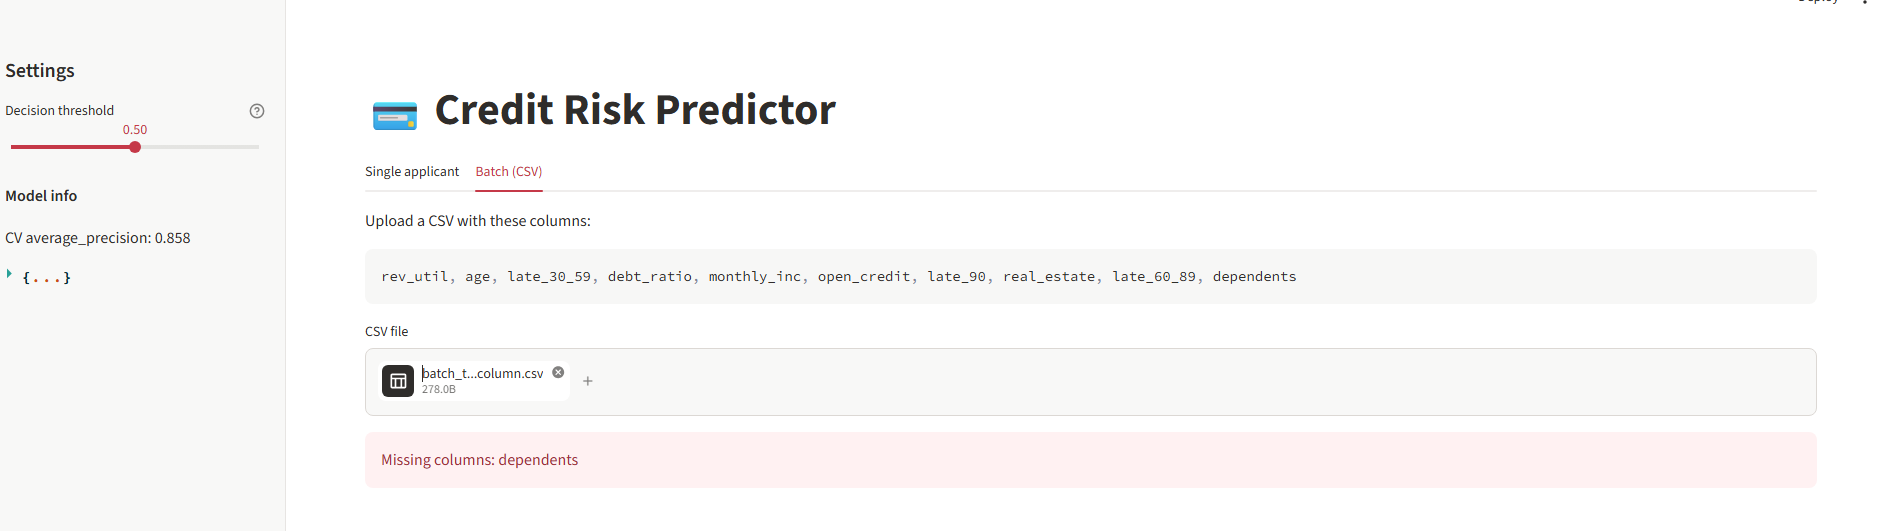 Deploy
Settings
Decision threshold
0.50
Model info
CV average_precision: 0.858
{...}
Credit Risk Predictor
Single applicant Batch (CSV)
Upload a CSV with these columns:
rev_util, age, late_30_59, debt_ratio, monthly_inc, open_credit, late_90, real_estate, late_60_89, dependents
CSV file
batch_t...column.csv
278.0B
Missing columns: dependents